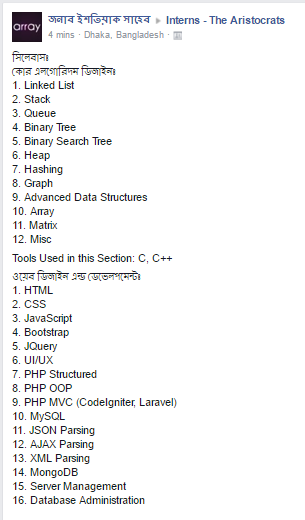 array
জনাব ইশতিয়াক সাহেব ▸ Interns - The Aristocrats
4 mins · Dhaka, Bangladesh ·
সিলেবাসঃ
কোর এলগোরিদম ডিজাইনঃ
1. Linked List
2. Stack
3. Queue
4. Binary Tree
5. Binary Search Tree
6. Heap
7. Hashing
8. Graph
9. Advanced Data Structures
10. Array
11. Matrix
12. Misc
Tools Used in this Section: C, C++
ওয়েব ডিজাইন এন্ড ডেভেলপমেন্টঃ
1. HTML
2. CSS
3. JavaScript
4. Bootstrap
5. JQuery
6. UI/UX
7. PHP Structured
8. PHP OOP
9. PHP MVC (CodeIgniter, Laravel)
10. MySQL
11. JSON Parsing
12. AJAX Parsing
13. XML Parsing
14. MongoDB
15. Server Management
16. Database Administration